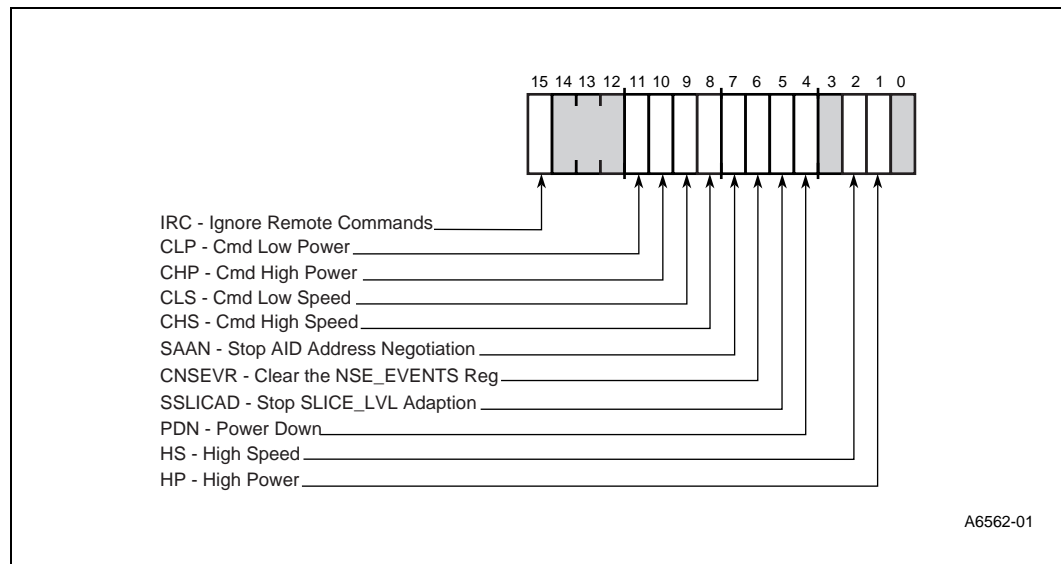 15 14 13 12 11 10 9 8 7 6 5 4 3 2 1 0
IRC - Ignore Remote Commands
CLP - Cmd Low Power
CHP - Cmd High Power
CLS - Cmd Low Speed
CHS - Cmd High Speed
SAAN - Stop AID Address Negotiation
CNSEVR - Clear the NSE_EVENTS Reg
SSLICAD - Stop SLICE_LVL Adaption
PDN - Power Down
HS - High Speed
HP - High Power
A6562-01